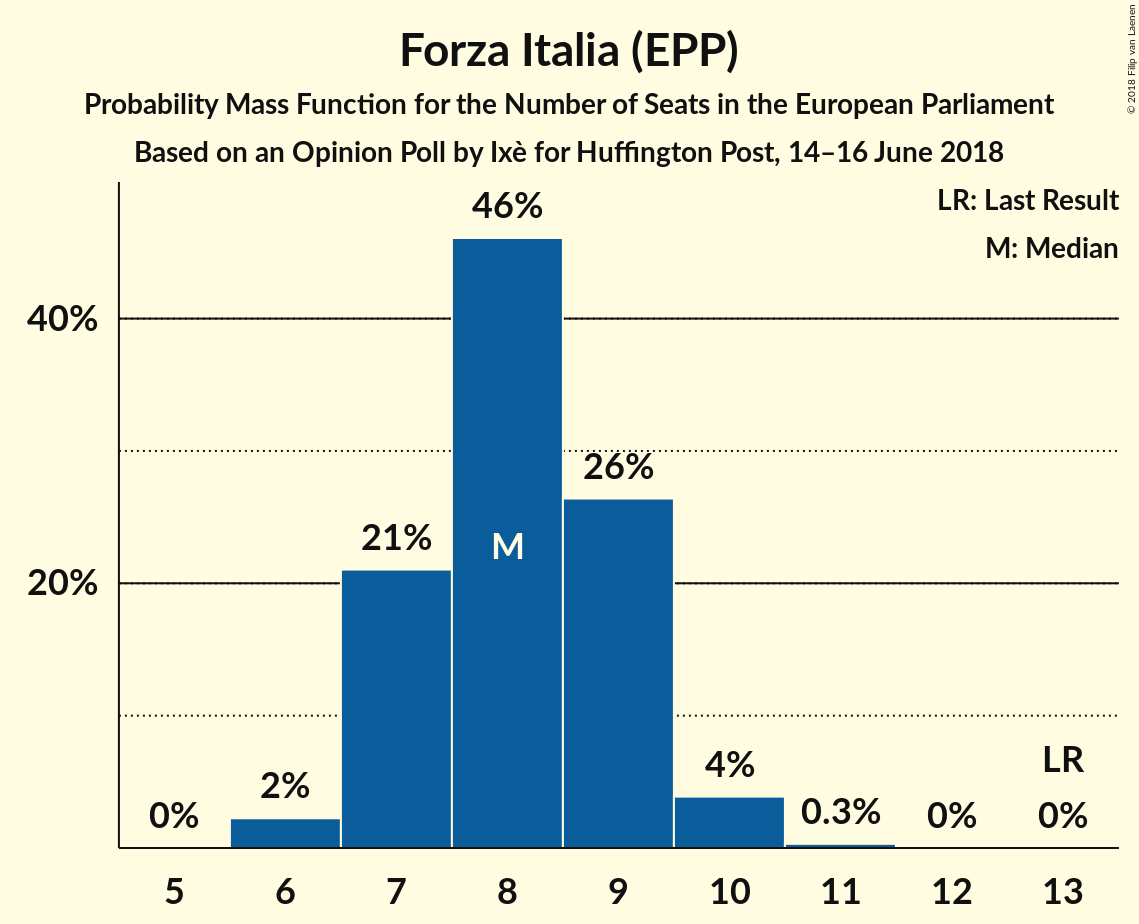 Forza Italia (EPP)
Probability Mass Function for the Number of Seats in the European Parliament
Based on an Opinion Poll by Ixè for Huffington Post, 14–16 June 2018
© 2018 Filip van Laenen
LR: Last Result
M: Median
40%
20%
0%
2%
21%
46%
M
26%
4%
0.3%
0%
LR
0%
5 6 7 8 9 10 11 12 13